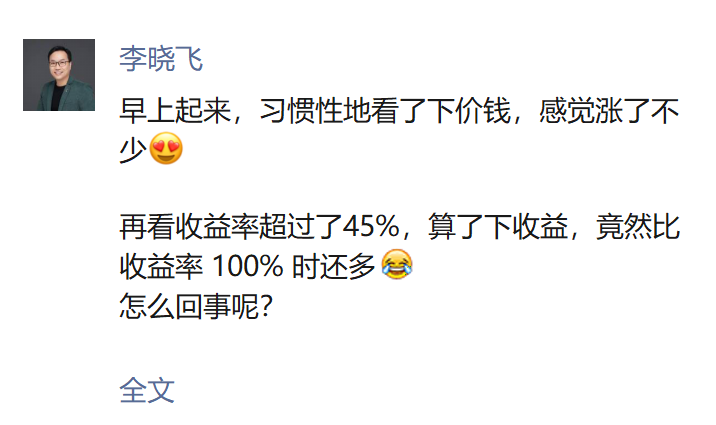 李晓飞
早上起来，习惯性地看了下价钱，感觉涨了不
少😍
再看收益率超过了45%，算了下收益，竟然比
收益率 100% 时还多😂
怎么回事呢？
全文